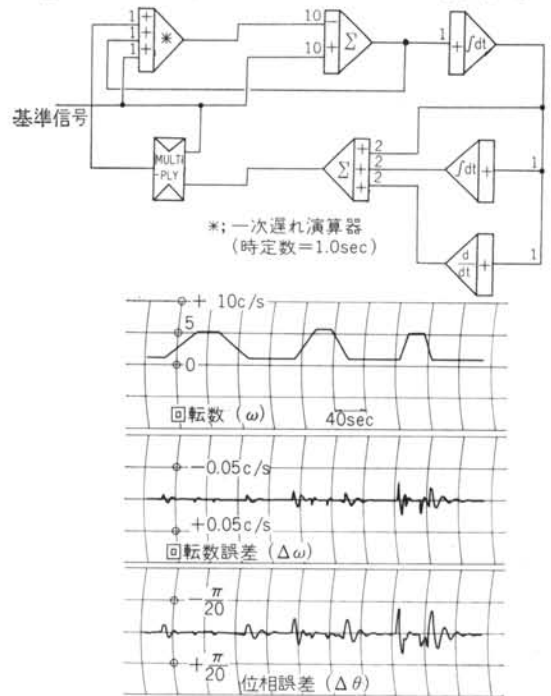 1 + 10 −
1 + * Σ 1 + ∫dt
1 + 10 +
基準信号
MULTI
-PLY
Σ + 2
+ 2 ∫dt + 1
+ 2
*; 一次遅れ演算器
(時定数=1.0sec)
d/dt + 1
+ 10c/s
5
0
回転数 (ω) 40sec
−0.05c/s
+0.05c/s
回転数誤差 (Δω)
−π/20
+π/20
位相誤差 (Δθ)